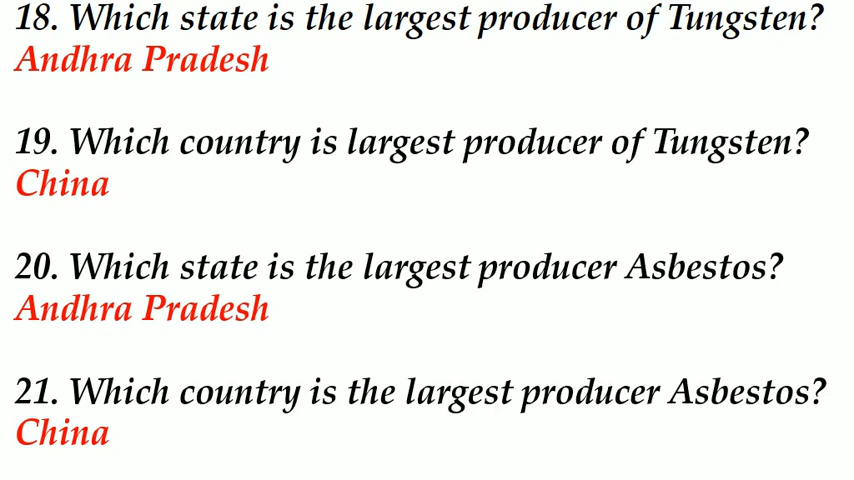 18. Which state is the largest producer of Tungsten?
Andhra Pradesh
19. Which country is largest producer of Tungsten?
China
20. Which state is the largest producer Asbestos?
Andhra Pradesh
21. Which country is the largest producer Asbestos?
China